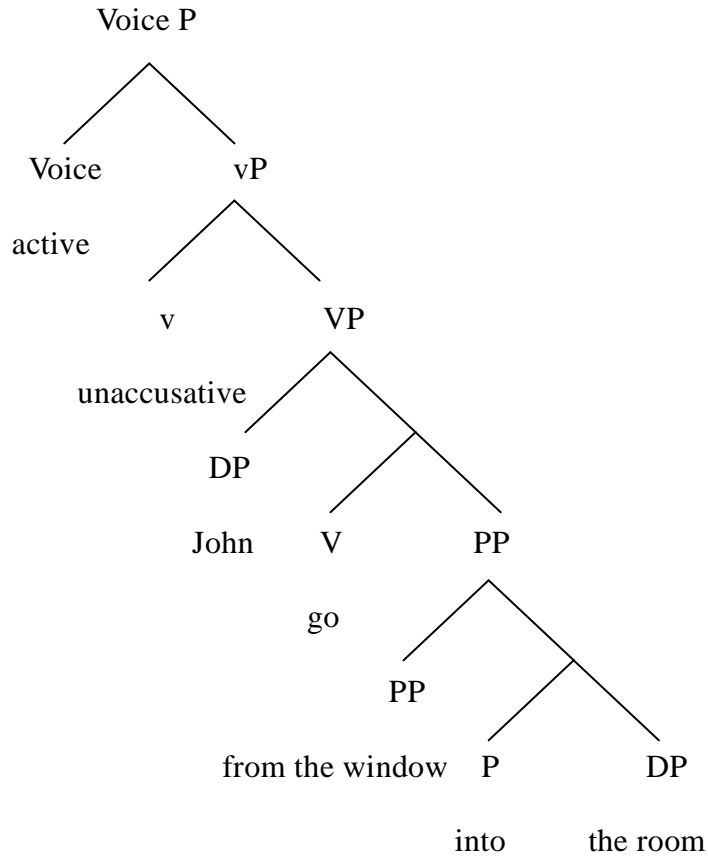 Voice P
Voice vP
active
v VP
unaccusative
DP
John V PP
go
PP
from the window P DP
into the room